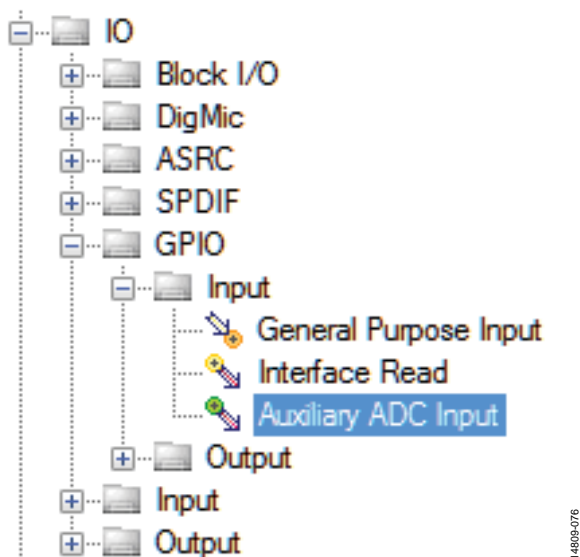 IO
Block I/O
DigMic
ASRC
SPDIF
GPIO
Input
General Purpose Input
Interface Read
Auxiliary ADC Input
Output
Input
Output
14809-076